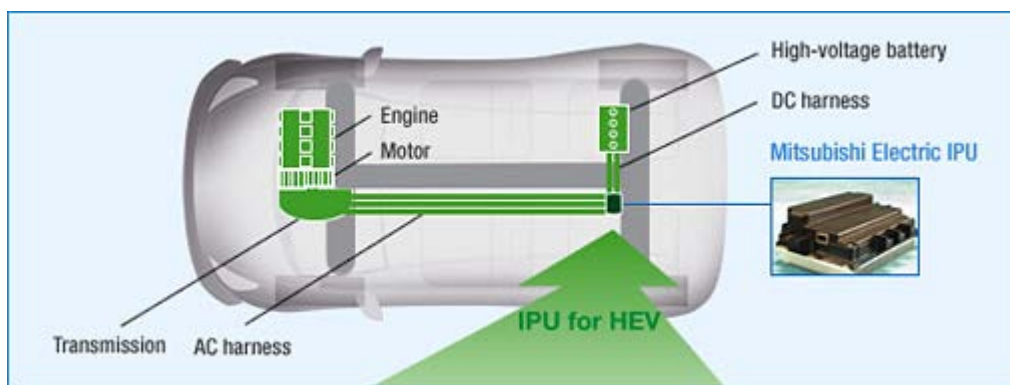 High-voltage battery
DC harness
Engine
Motor
Mitsubishi Electric IPU
IPU for HEV
Transmission
AC harness